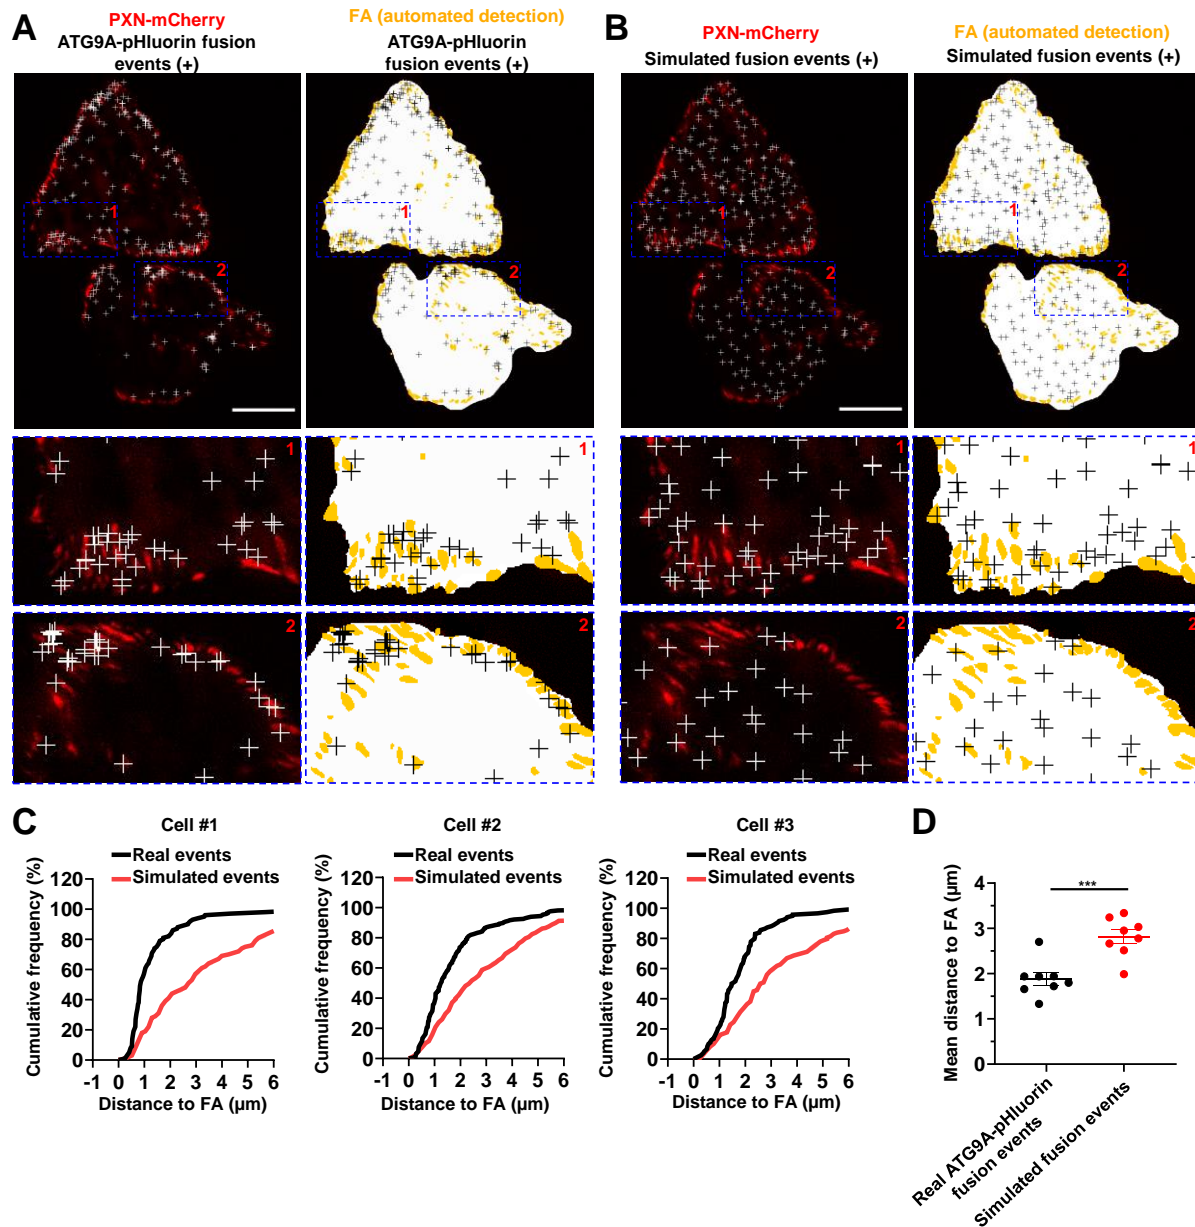 A
PXN-mCherry
ATG9A-pHluorin fusion
events (+)
FA (automated detection)
ATG9A-pHluorin
fusion events (+)
B
PXN-mCherry
Simulated fusion events (+)
FA (automated detection)
Simulated fusion events (+)
1
2
1
2
1
2
1
2
1
1
1
1
2
2
2
2
C
Cell #1
Real events
Simulated events
Cumulative frequency (%)
120
100
80
60
40
20
0
-1 0 1 2 3 4 5 6
Distance to FA (µm)
Cell #2
Real events
Simulated events
Cumulative frequency (%)
120
100
80
60
40
20
0
-1 0 1 2 3 4 5 6
Distance to FA (µm)
Cell #3
Real events
Simulated events
Cumulative frequency (%)
120
100
80
60
40
20
0
-1 0 1 2 3 4 5 6
Distance to FA (µm)
D
Mean distance to FA (µm)
4
3
2
1
0
***
Real ATG9A-pHluorin
fusion events
Simulated fusion events